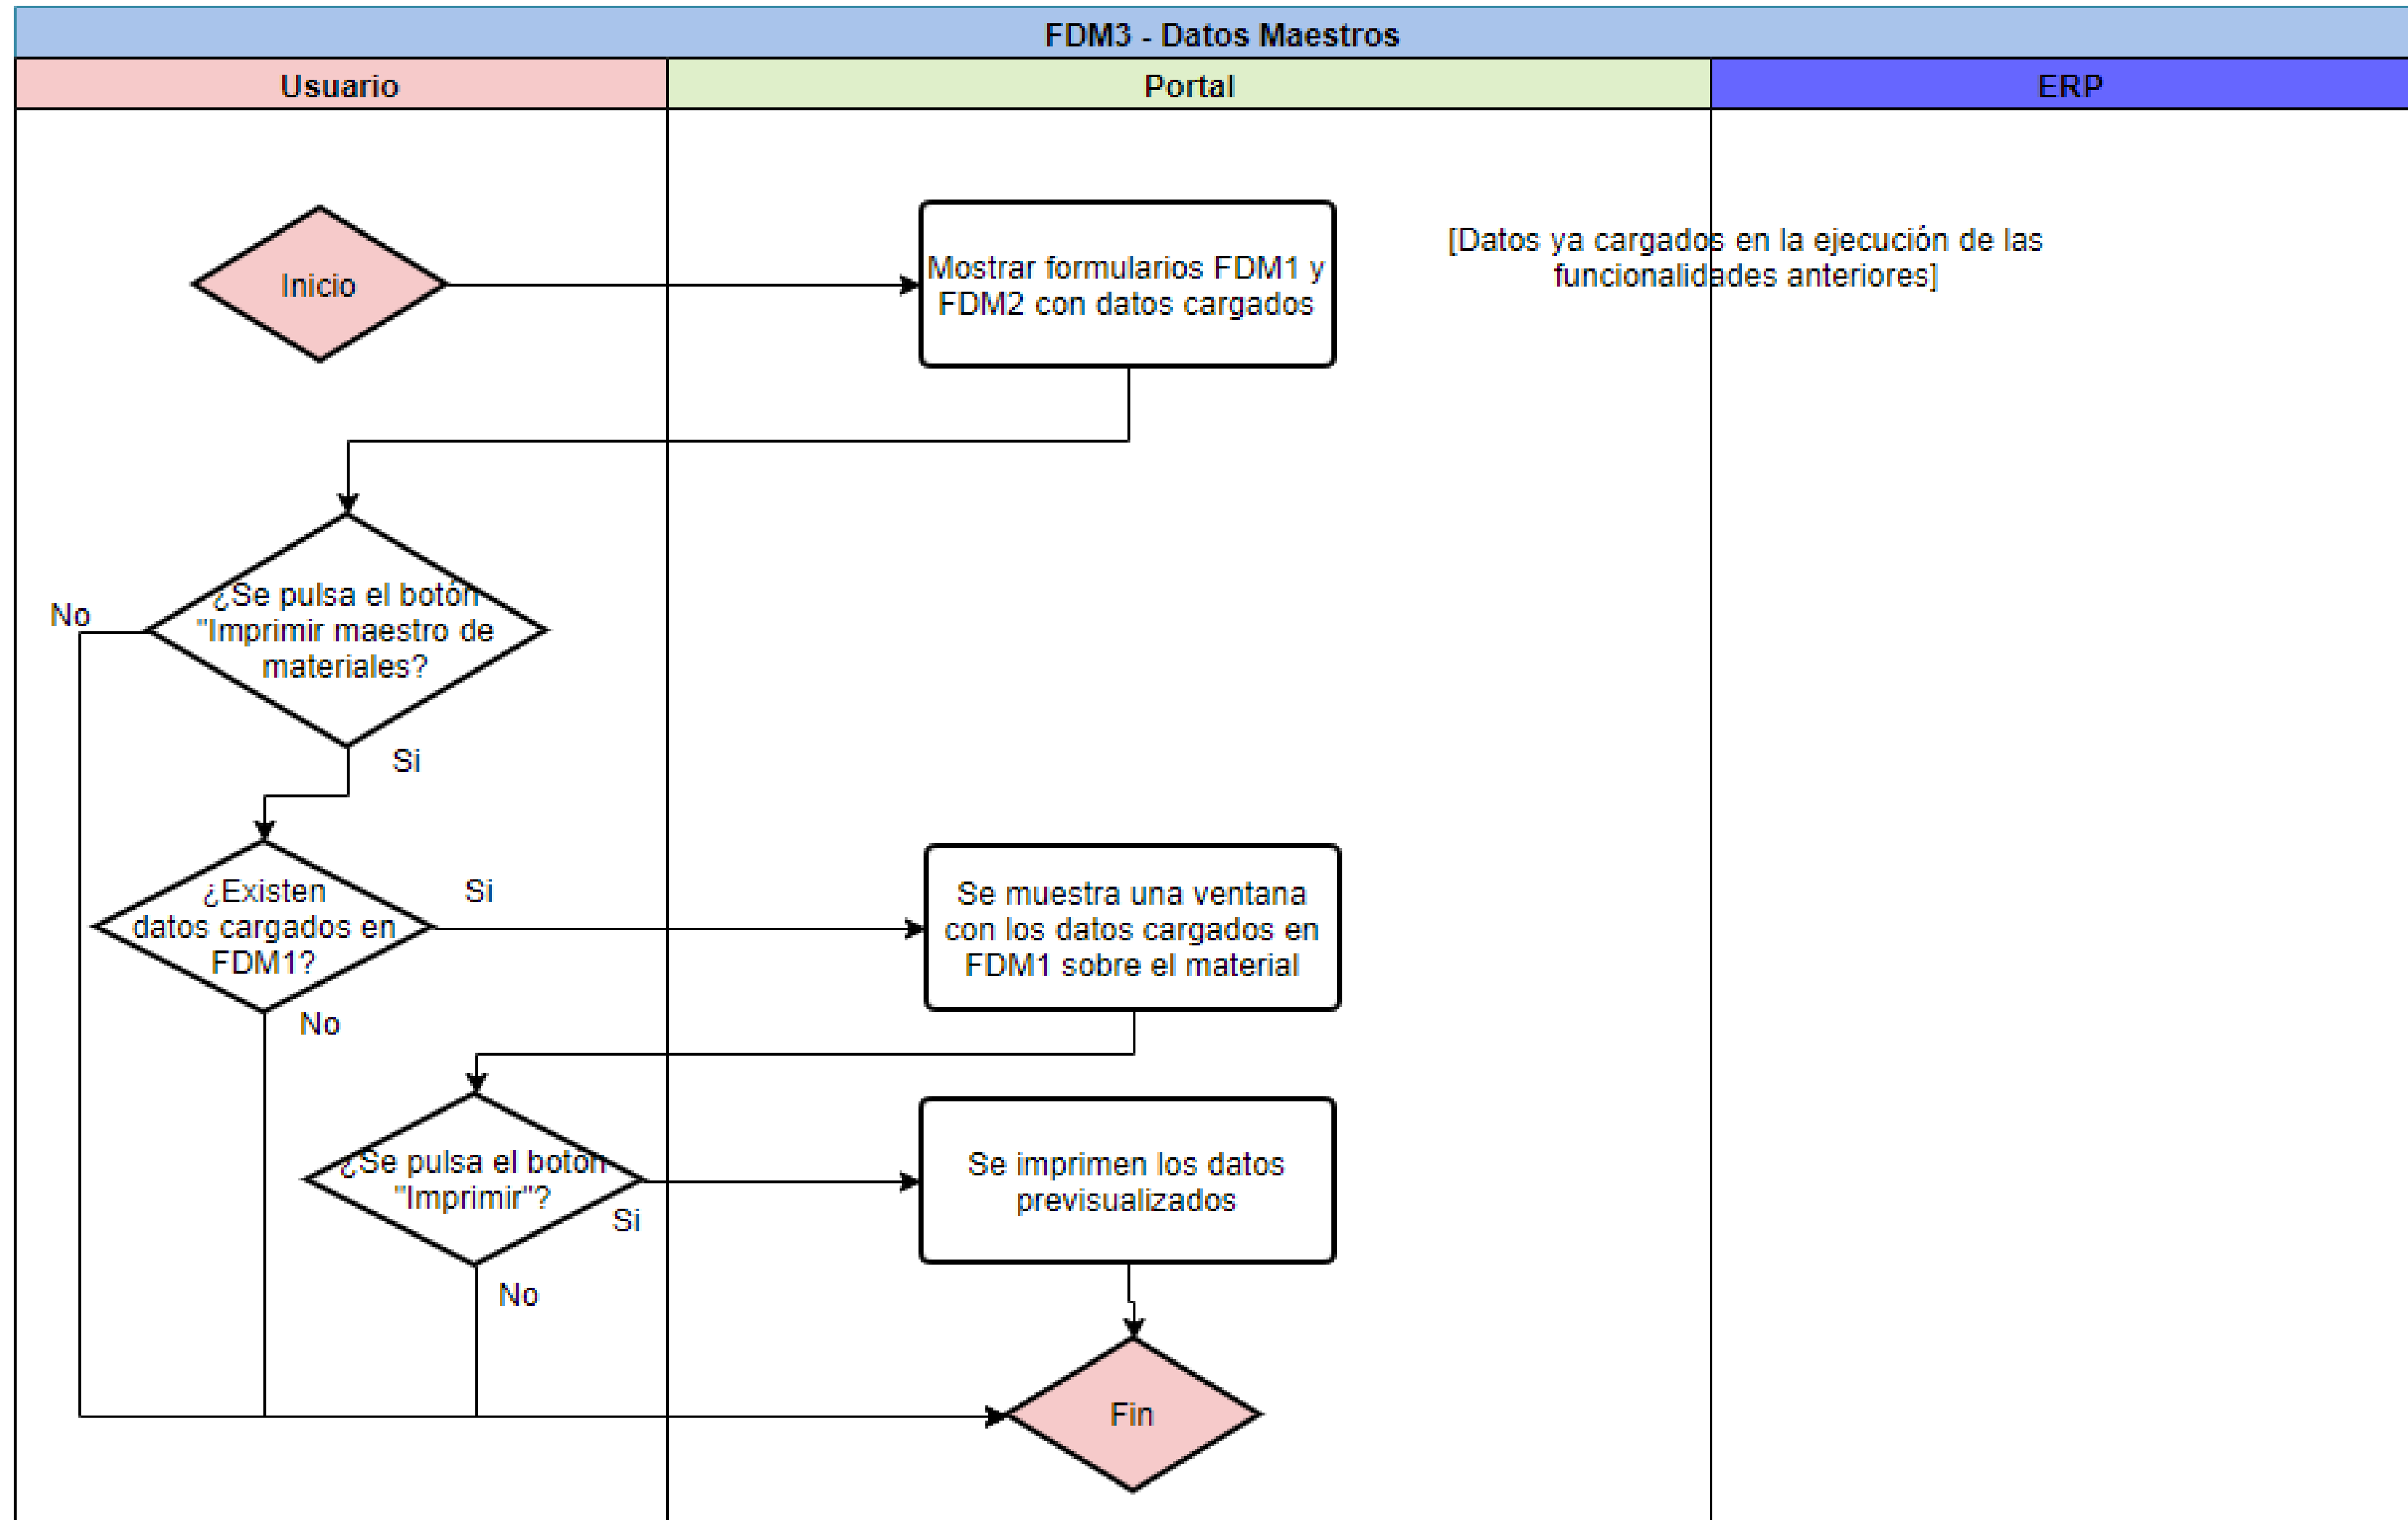 FDM3 - Datos Maestros
Usuario
Portal
ERP
Inicio
Mostrar formularios FDM1 y
FDM2 con datos cargados
[Datos ya cargados en la ejecución de las
funcionalidades anteriores]
¿Se pulsa el botón
"Imprimir maestro de
materiales?
No
Si
¿Existen
datos cargados en
FDM1?
Si
No
Se muestra una ventana
con los datos cargados en
FDM1 sobre el material
¿Se pulsa el botón
"Imprimir"?
Si
No
Se imprimen los datos
previsualizados
Fin